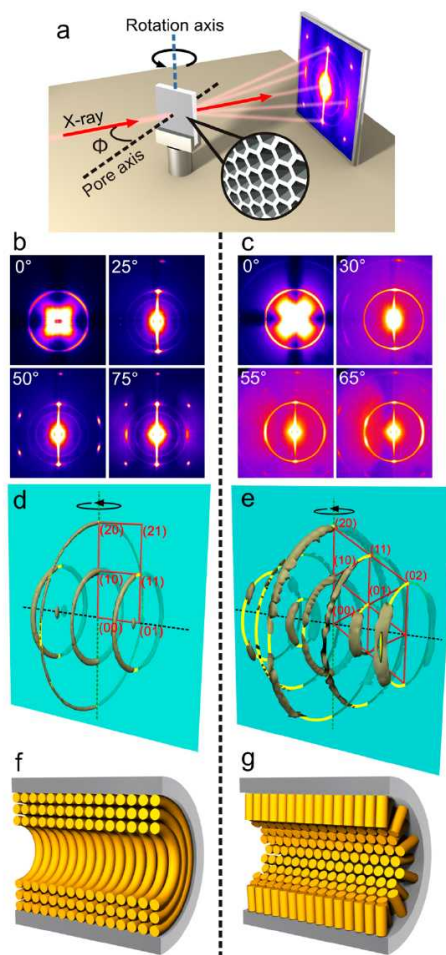 a
Rotation axis
X-ray
Φ
Pore axis
b
c
0°
25°
0°
30°
50°
75°
55°
65°
d
e
(20)
(21)
(10)
(11)
(00)
(01)
(20)
(10)
(11)
(01)
(02)
(00)
f
g